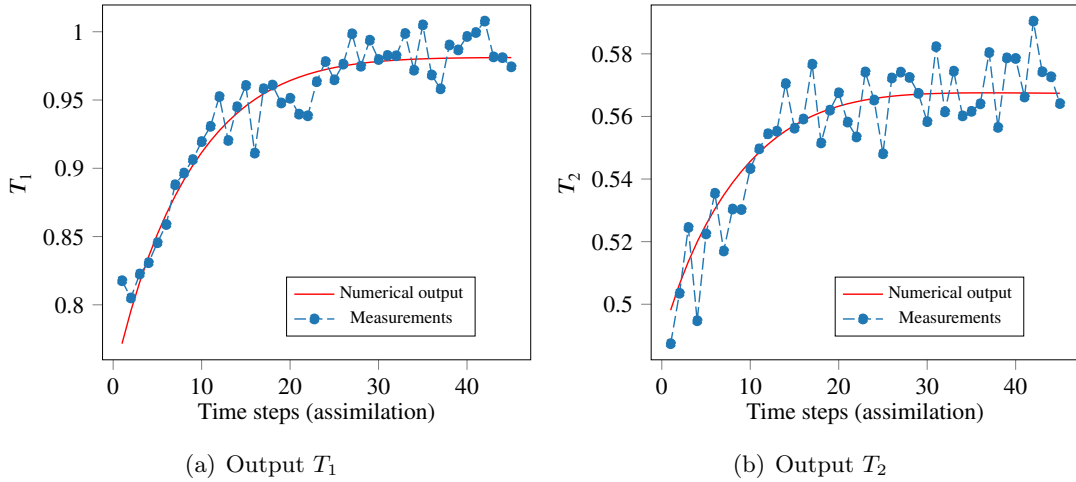 1
0.95
0.9
0.85
0.8
T1
0 10 20 30 40
Time steps (assimilation)
Numerical output
Measurements
(a) Output T1
0.58
0.56
0.54
0.52
0.5
T2
0 10 20 30 40
Time steps (assimilation)
Numerical output
Measurements
(b) Output T2